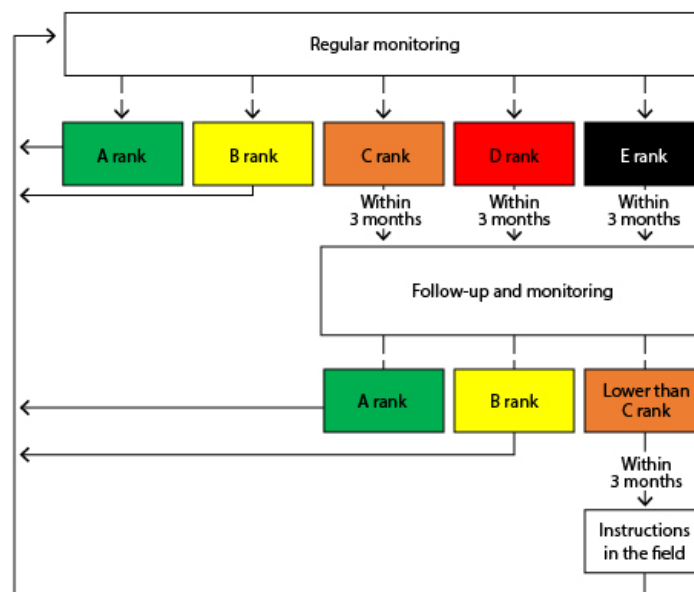 Regular monitoring
A rank
B rank
C rank
D rank
E rank
Within
3 months
Within
3 months
Within
3 months
Follow-up and monitoring
A rank
B rank
Lower than
C rank
Within
3 months
Instructions
in the field